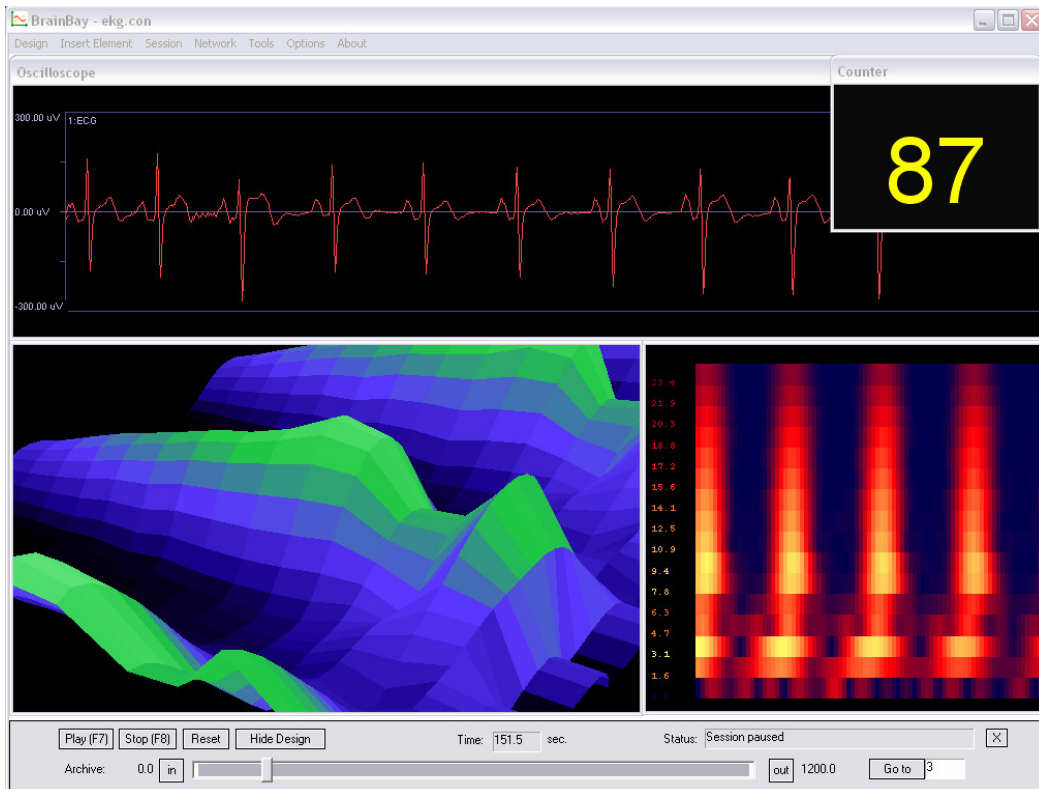 BrainBay - ekg.con
Design Insert Element Session Network Tools Options About
Oscilloscope
Counter
300.00 uV
1:ECG
0.00 uV
-300.00 uV
87
23.4
21.9
20.3
18.8
17.2
15.6
14.1
12.5
10.9
9.4
7.8
6.3
4.7
3.1
1.6
Play (F7) Stop (F8) Reset Hide Design Time: 151.5 sec. Status: Session paused X
Archive: 0.0 in out 1200.0 Go to 3